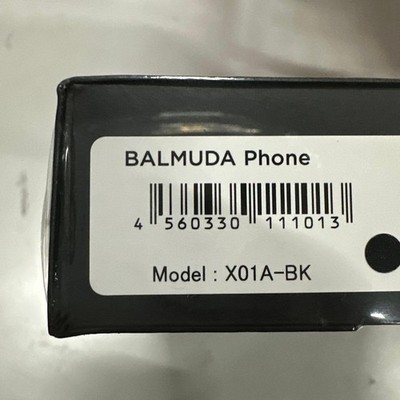 BALMUDA Phone
4 560330 111013
Model : X01A-BK